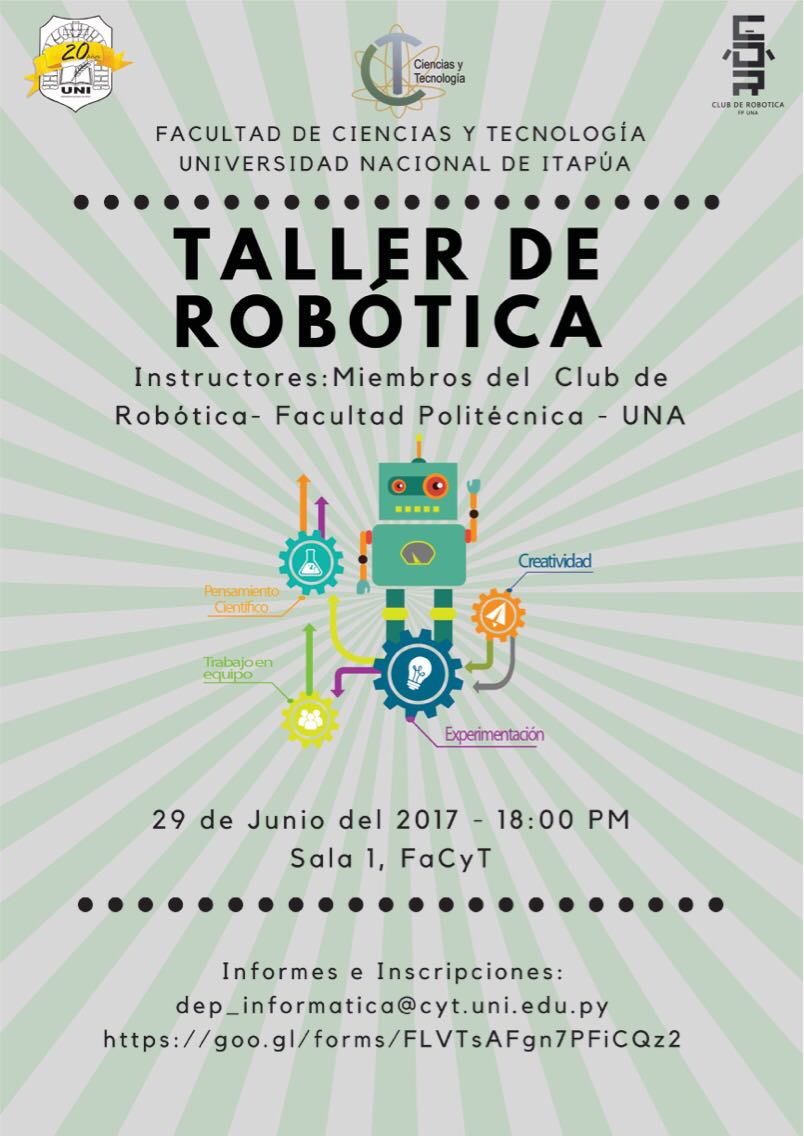 20 Años
UNI
Ciencias y
Tecnología
CLUB DE ROBOTICA
FP UNA
FACULTAD DE CIENCIAS Y TECNOLOGÍA
UNIVERSIDAD NACIONAL DE ITAPÚA
TALLER DE
ROBÓTICA
Instructores:Miembros del Club de
Robótica- Facultad Politécnica - UNA
Creatividad
Pensamiento
Científico
Trabajo en
equipo
Experimentación
29 de Junio del 2017 - 18:00 PM
Sala 1, FaCyT
Informes e Inscripciones:
dep_informatica@cyt.uni.edu.py
https://goo.gl/forms/FLVTsAFgn7PFiCQz2